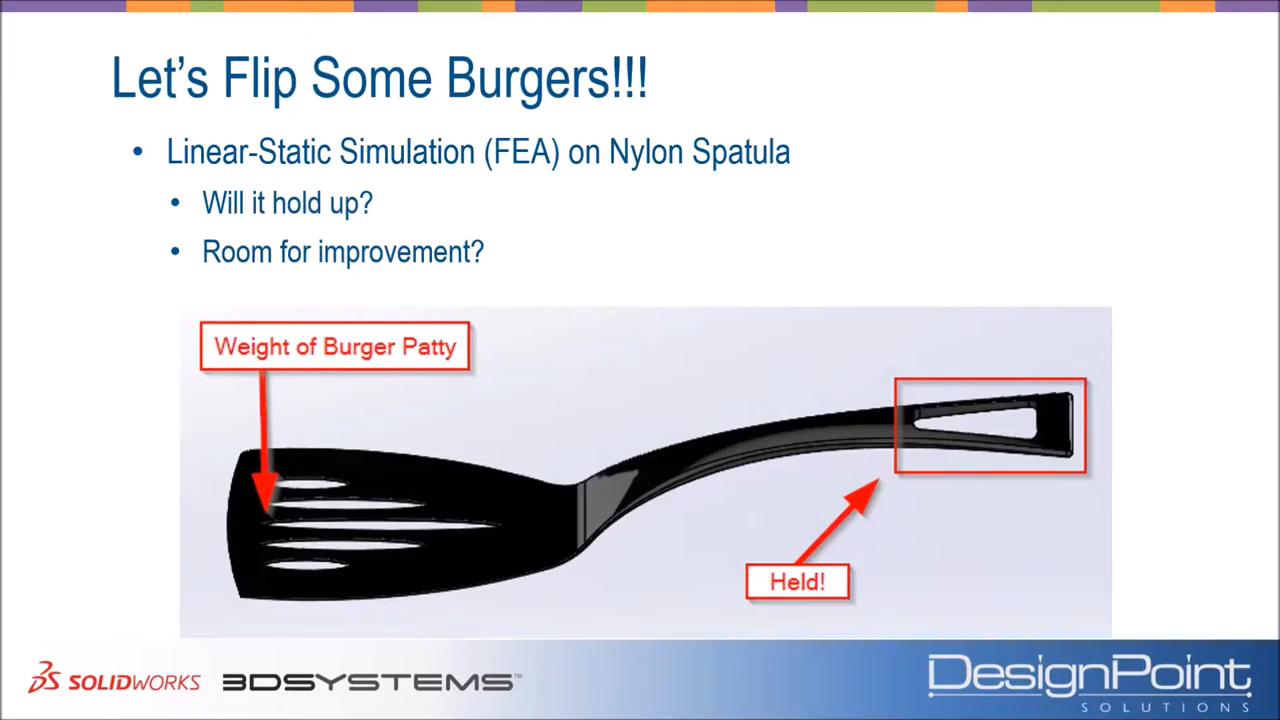 Let's Flip Some Burgers!!!
• Linear-Static Simulation (FEA) on Nylon Spatula
• Will it hold up?
• Room for improvement?
Weight of Burger Patty
Held!
SOLIDWORKS
3DSYSTEMS™
DesignPoint
SOLUTIONS